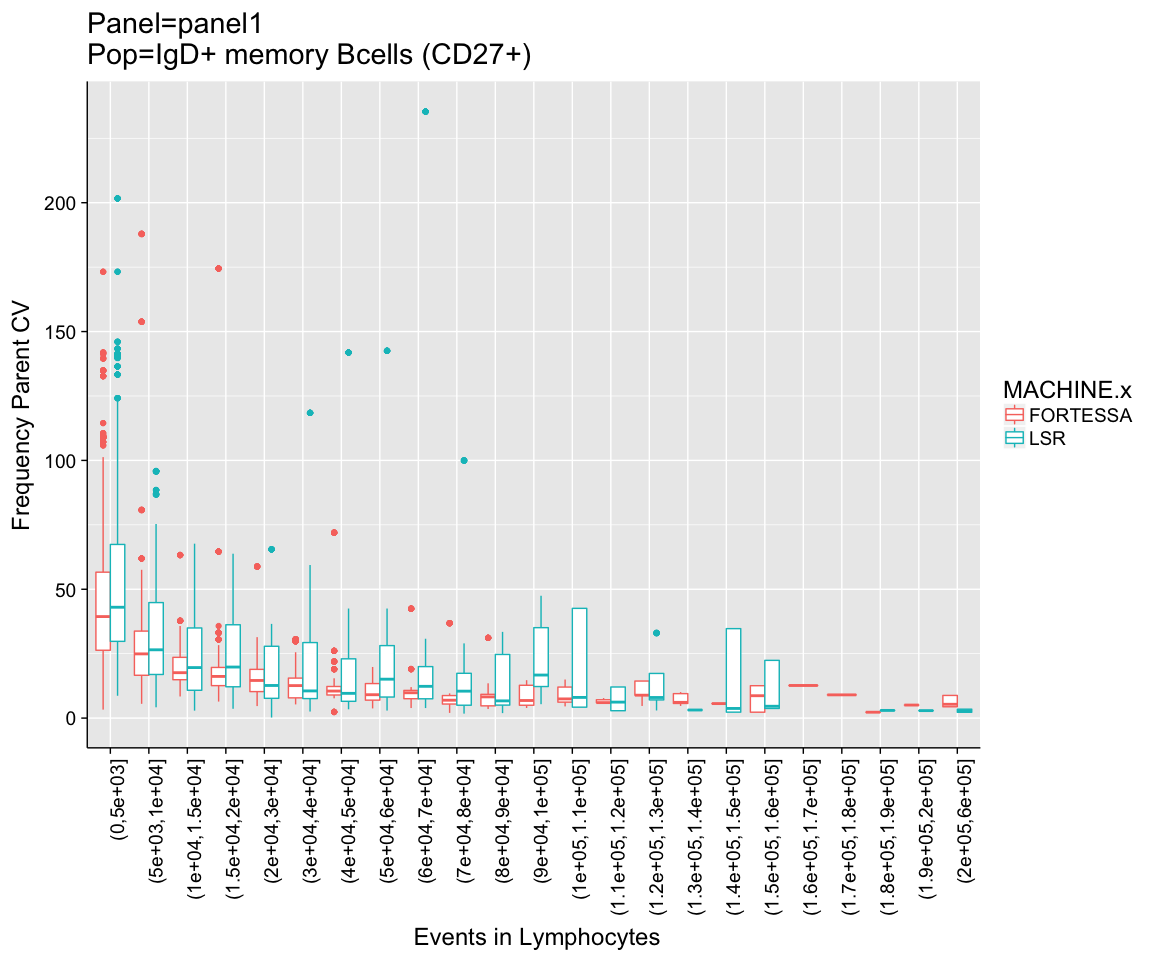 Panel=panel1
Pop=IgD+ memory Bcells (CD27+)
Frequency Parent CV
200
150
100
50
0
(0,5e+03]
(5e+03,1e+04]
(1e+04,1.5e+04]
(1.5e+04,2e+04]
(2e+04,3e+04]
(3e+04,4e+04]
(4e+04,5e+04]
(5e+04,6e+04]
(6e+04,7e+04]
(7e+04,8e+04]
(8e+04,9e+04]
(9e+04,1e+05]
(1e+05,1.1e+05]
(1.1e+05,1.2e+05]
(1.2e+05,1.3e+05]
(1.3e+05,1.4e+05]
(1.4e+05,1.5e+05]
(1.5e+05,1.6e+05]
(1.6e+05,1.7e+05]
(1.7e+05,1.8e+05]
(1.8e+05,1.9e+05]
(1.9e+05,2e+05]
(2e+05,6e+05]
Events in Lymphocytes
MACHINE.x
FORTESSA
LSR